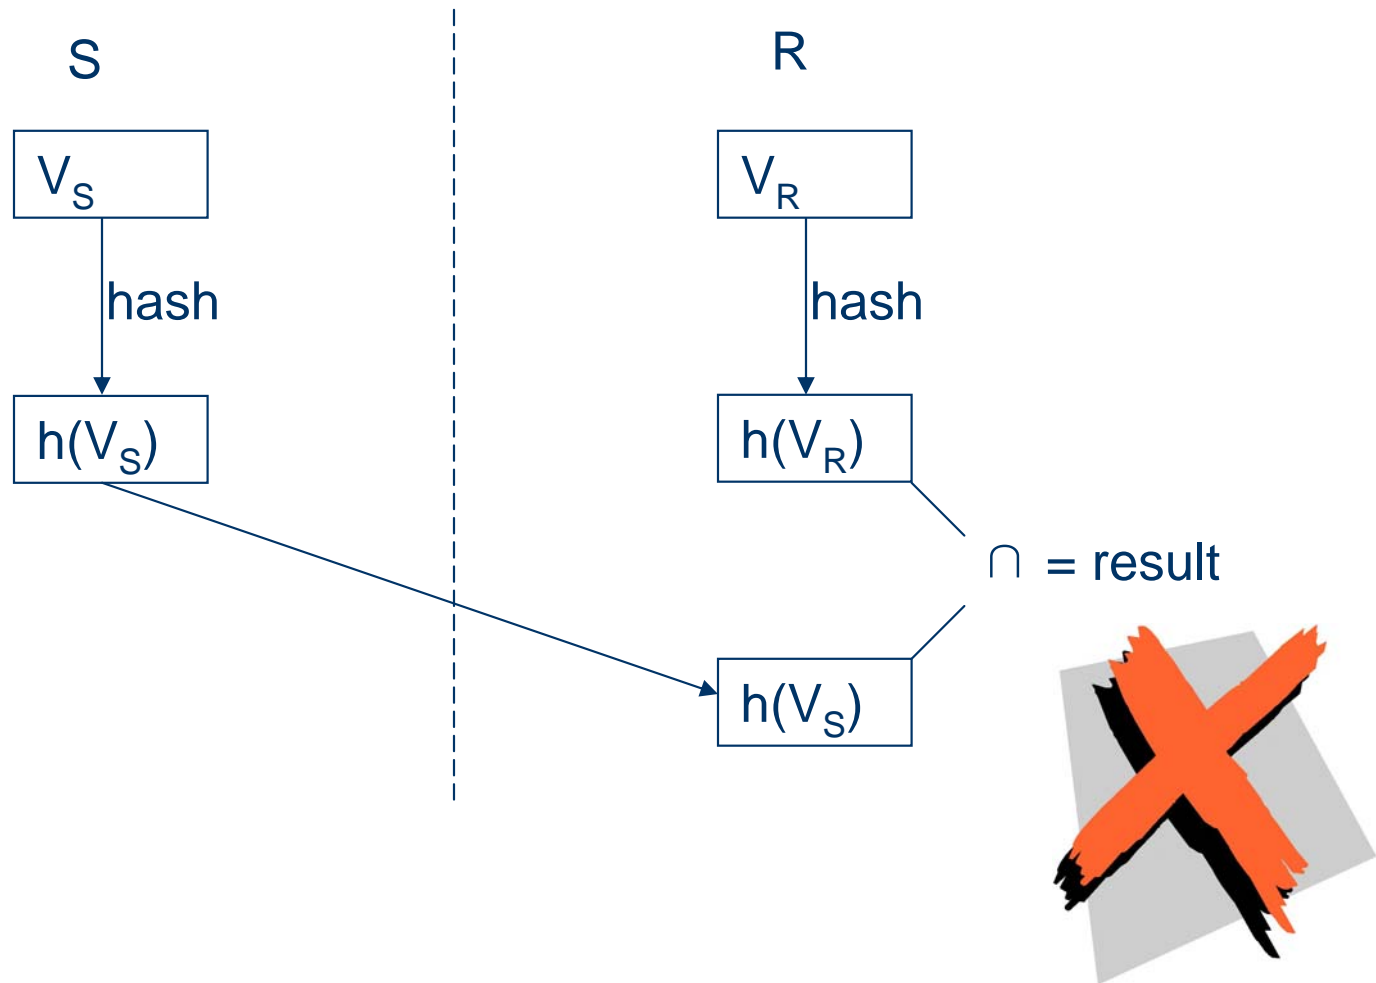 S
R
V_S
V_R
hash
hash
h(V_S)
h(V_R)
∩ = result
h(V_S)